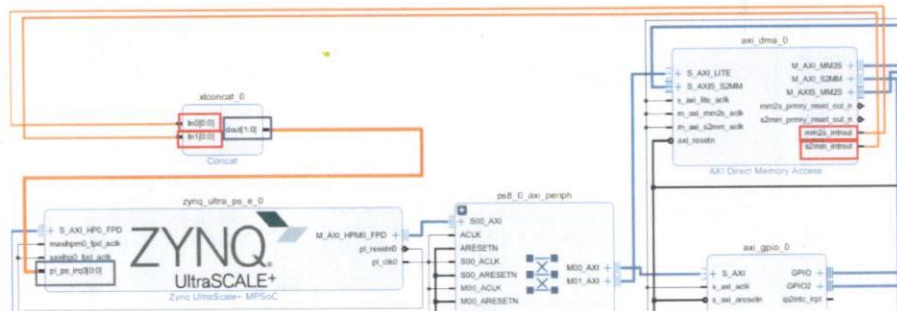 axi_dma_0
S_AXI_LITE
S_AXIS_S2MM
s_axi_lite_aclk
m_axi_mm2s_aclk
m_axi_s2mm_aclk
axi_resetn
M_AXI_MM2S
M_AXI_S2MM
M_AXIS_MM2S
mm2s_prmry_reset_out_n
s2mm_prmry_reset_out_n
mm2s_introut
s2mm_introut
AXI Direct Memory Access
xlconcat_0
In0[0:0]
In1[0:0]
dout[1:0]
Concat
zynq_ultra_ps_e_0
S_AXI_HP0_FPD
maxihpm0_fpd_aclk
saxihp0_fpd_aclk
pl_ps_irq0[0:0]
ZYNQ
UltraSCALE+
M_AXI_HPM0_FPD
pl_resetn0
pl_clk0
Zynq UltraScale+ MPSoC
ps8_0_axi_periph
S00_AXI
ACLK
ARESETN
S00_ACLK
S00_ARESETN
M00_ACLK
M00_ARESETN
M00_AXI
M01_AXI
axi_gpio_0
S_AXI
s_axi_aclk
s_axi_aresetn
GPIO
GPIO2
ip2intc_irpt